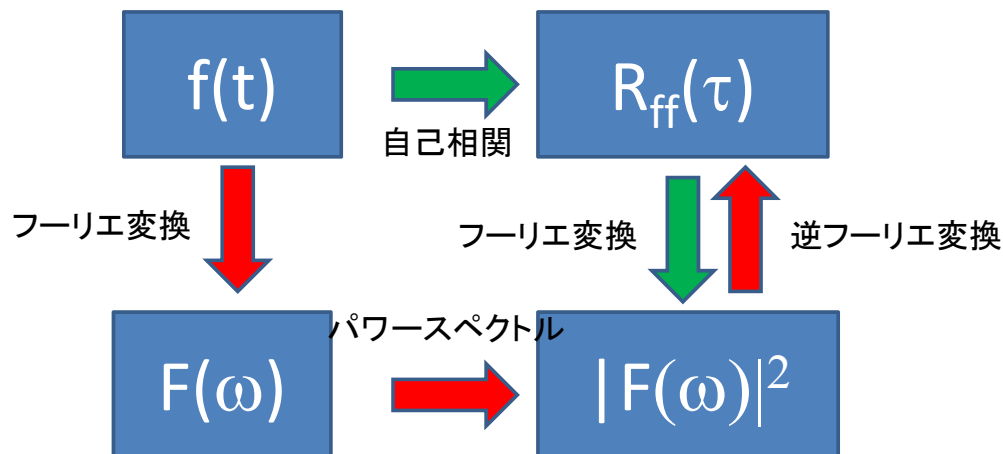 f(t)
自己相関
R_ff(τ)
フーリエ変換
フーリエ変換
逆フーリエ変換
F(ω)
パワースペクトル
|F(ω)|²